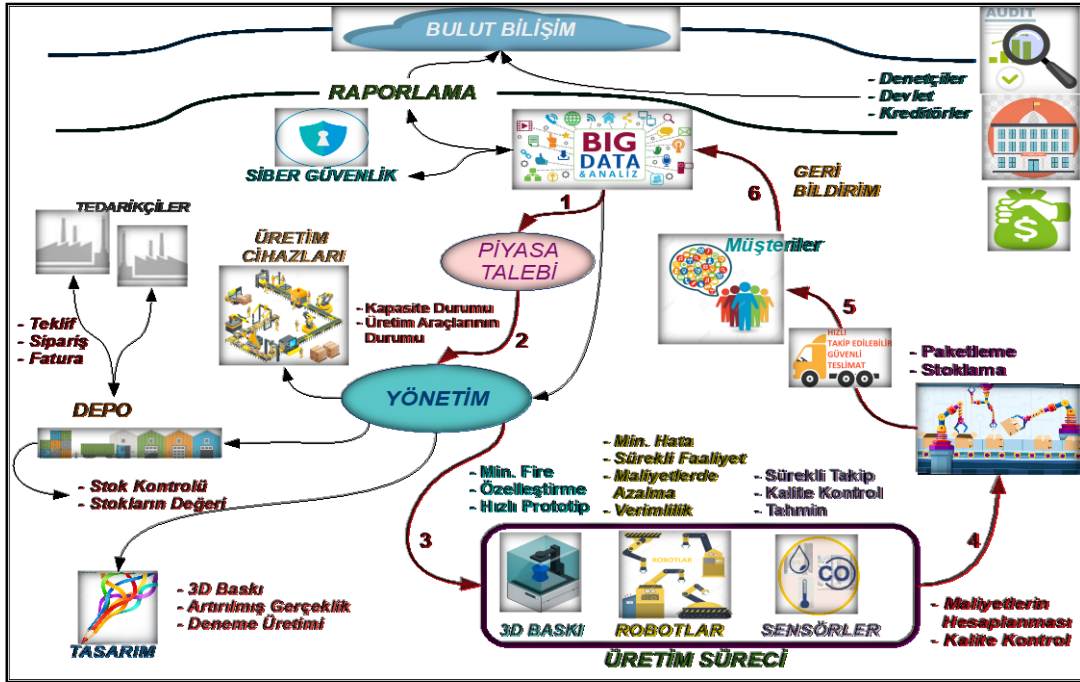 BULUT BİLİŞİM
AUDIT
- Denetçiler
- Devlet
- Kreditörler
RAPORLAMA
SİBER GÜVENLİK
BIG
DATA
& ANALİZ
GERİ
BİLDİRİM
1
6
TEDARİKÇİLER
ÜRETİM
CİHAZLARI
PİYASA
TALEBİ
Müşteriler
- Kapasite Durumu
- Üretim Araçlarının
Durumu
2
5
- Teklif
- Sipariş
- Fatura
HIZLI
TAKİP EDİLEBİLİR
GÜVENLİ
TESLİMAT
- Paketleme
- Stoklama
YÖNETİM
DEPO
- Stok Kontrolü
- Stokların Değeri
- Min. Fire
- Özelleştirme
- Hızlı Prototip
- Min. Hata
- Sürekli Faaliyet
- Maliyetlerde
Azalma
- Verimlilik
- Sürekli Takip
- Kalite Kontrol
- Tahmin
3
4
ROBOTLAR
CO
- 3D Baskı
- Artırılmış Gerçeklik
- Deneme Üretimi
TASARIM
3D BASKI
ROBOTLAR
SENSÖRLER
ÜRETİM SÜRECİ
- Maliyetlerin
Hesaplanması
- Kalite Kontrol